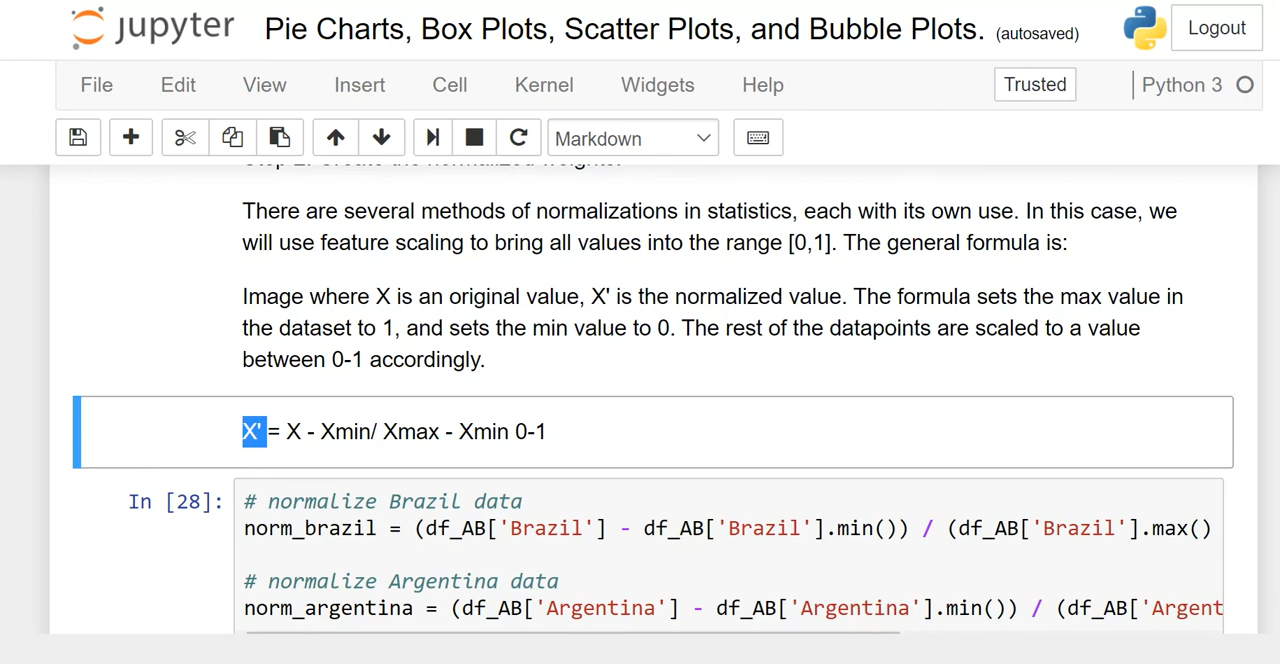 jupyter Pie Charts, Box Plots, Scatter Plots, and Bubble Plots. (autosaved) Logout
File Edit View Insert Cell Kernel Widgets Help Trusted Python 3
Markdown
Step 2: Create the normalized weights.
There are several methods of normalizations in statistics, each with its own use. In this case, we
will use feature scaling to bring all values into the range [0,1]. The general formula is:
Image where X is an original value, X' is the normalized value. The formula sets the max value in
the dataset to 1, and sets the min value to 0. The rest of the datapoints are scaled to a value
between 0-1 accordingly.
X' = X - Xmin/ Xmax - Xmin 0-1
In [28]: # normalize Brazil data
norm_brazil = (df_AB['Brazil'] - df_AB['Brazil'].min()) / (df_AB['Brazil'].max()
# normalize Argentina data
norm_argentina = (df_AB['Argentina'] - df_AB['Argentina'].min()) / (df_AB['Argent